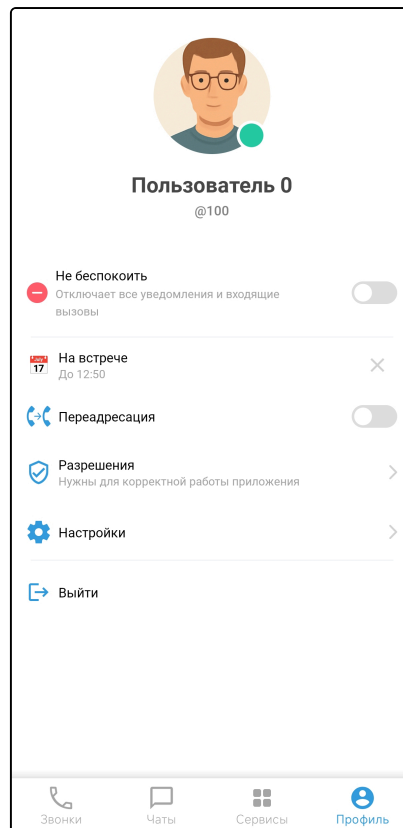 Пользователь 0
@100
Не беспокоить
Отключает все уведомления и входящие
вызовы
July
17
На встрече
До 12:50
Переадресация
Разрешения
Нужны для корректной работы приложения
Настройки
Выйти
Звонки
Чаты
Сервисы
Профиль